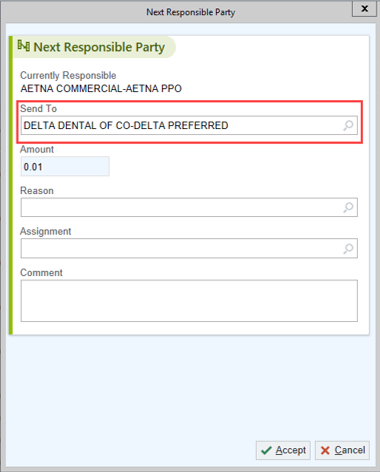 Next Responsible Party
Next Responsible Party
Currently Responsible
AETNA COMMERCIAL-AETNA PPO
Send To
DELTA DENTAL OF CO-DELTA PREFERRED
Amount
0.01
Reason
Assignment
Comment
Accept Cancel